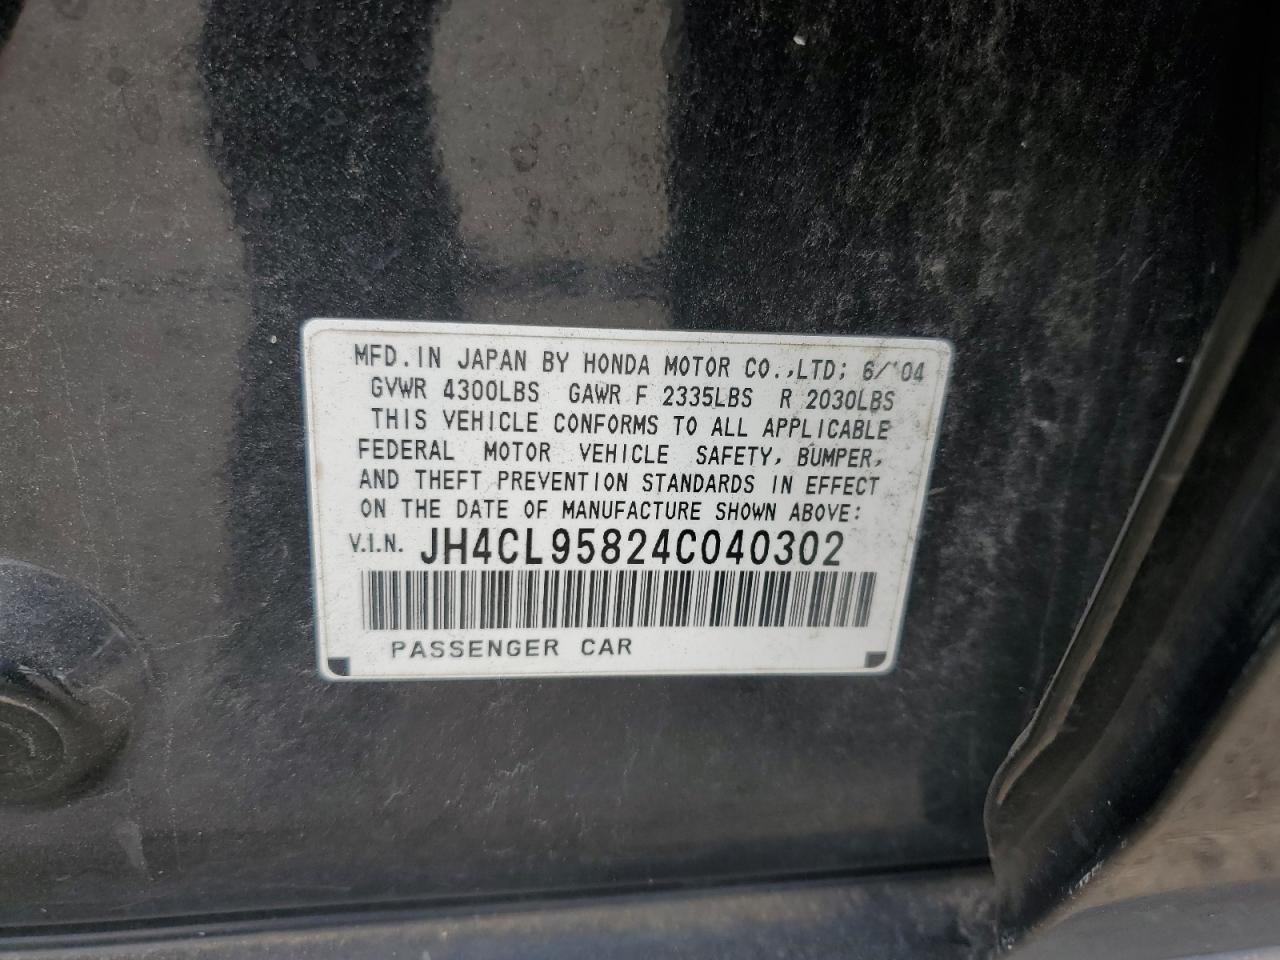 MFD. IN JAPAN BY HONDA MOTOR CO.,LTD; 6/'04
GVWR 4300LBS GAWR F 2335LBS R 2030LBS
THIS VEHICLE CONFORMS TO ALL APPLICABLE
FEDERAL MOTOR VEHICLE SAFETY, BUMPER,
AND THEFT PREVENTION STANDARDS IN EFFECT
ON THE DATE OF MANUFACTURE SHOWN ABOVE:
V.I.N. JH4CL95824C040302
PASSENGER CAR